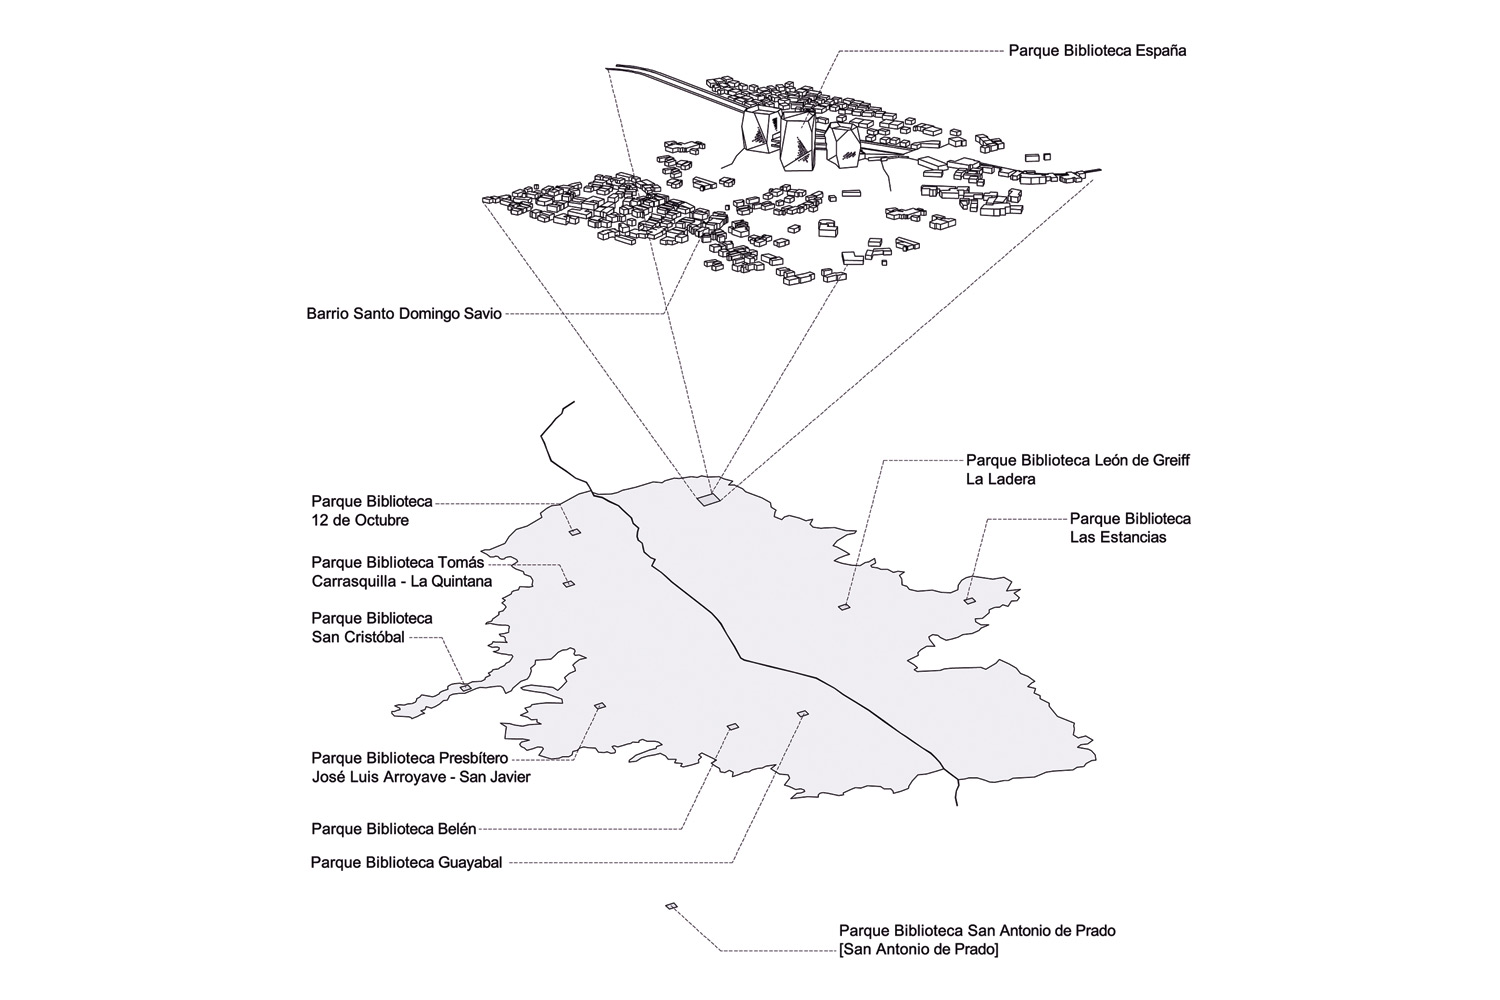 Parque Biblioteca España
Barrio Santo Domingo Savio
Parque Biblioteca León de Greiff
La Ladera
Parque Biblioteca
12 de Octubre
Parque Biblioteca
Las Estancias
Parque Biblioteca Tomás
Carrasquilla - La Quintana
Parque Biblioteca
San Cristóbal
Parque Biblioteca Presbítero
José Luis Arroyave - San Javier
Parque Biblioteca Belén
Parque Biblioteca Guayabal
Parque Biblioteca San Antonio de Prado
[San Antonio de Prado]